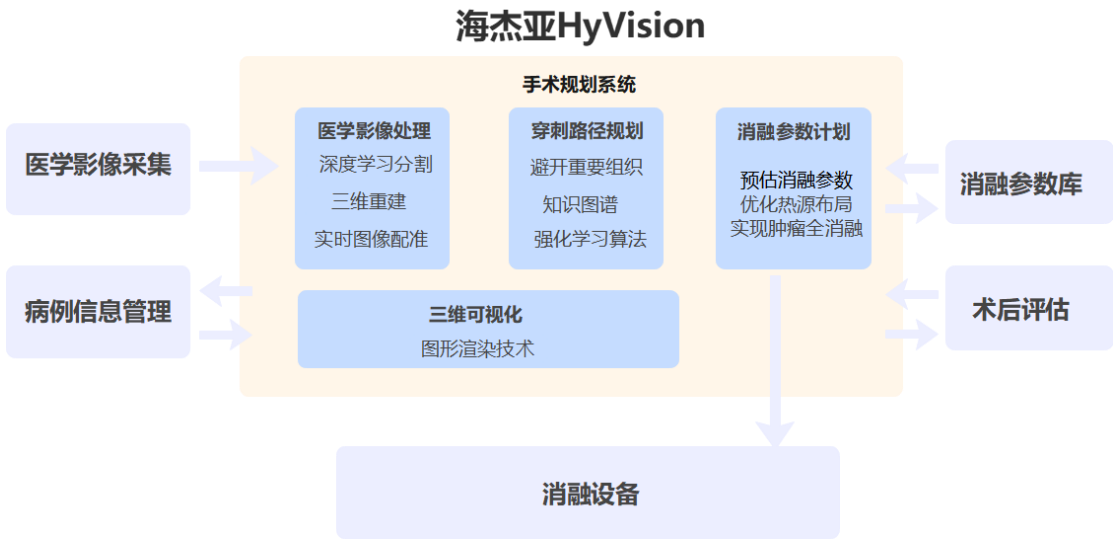 海杰亚HyVision
手术规划系统
医学影像采集
病例信息管理
医学影像处理
深度学习分割
三维重建
实时图像配准
穿刺路径规划
避开重要组织
知识图谱
强化学习算法
消融参数计划
预估消融参数
优化热源布局
实现肿瘤全消融
三维可视化
图形渲染技术
消融参数库
术后评估
消融设备